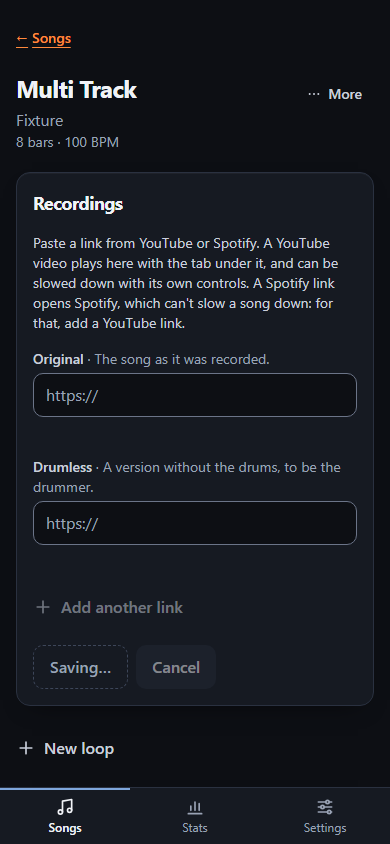 ← Songs
Multi Track
··· More
Fixture
8 bars · 100 BPM
Recordings
Paste a link from YouTube or Spotify. A YouTube
video plays here with the tab under it, and can be
slowed down with its own controls. A Spotify link
opens Spotify, which can't slow a song down: for
that, add a YouTube link.
Original · The song as it was recorded.
https://
Drumless · A version without the drums, to be the
drummer.
https://
+ Add another link
Saving...
Cancel
+ New loop
Songs
Stats
Settings